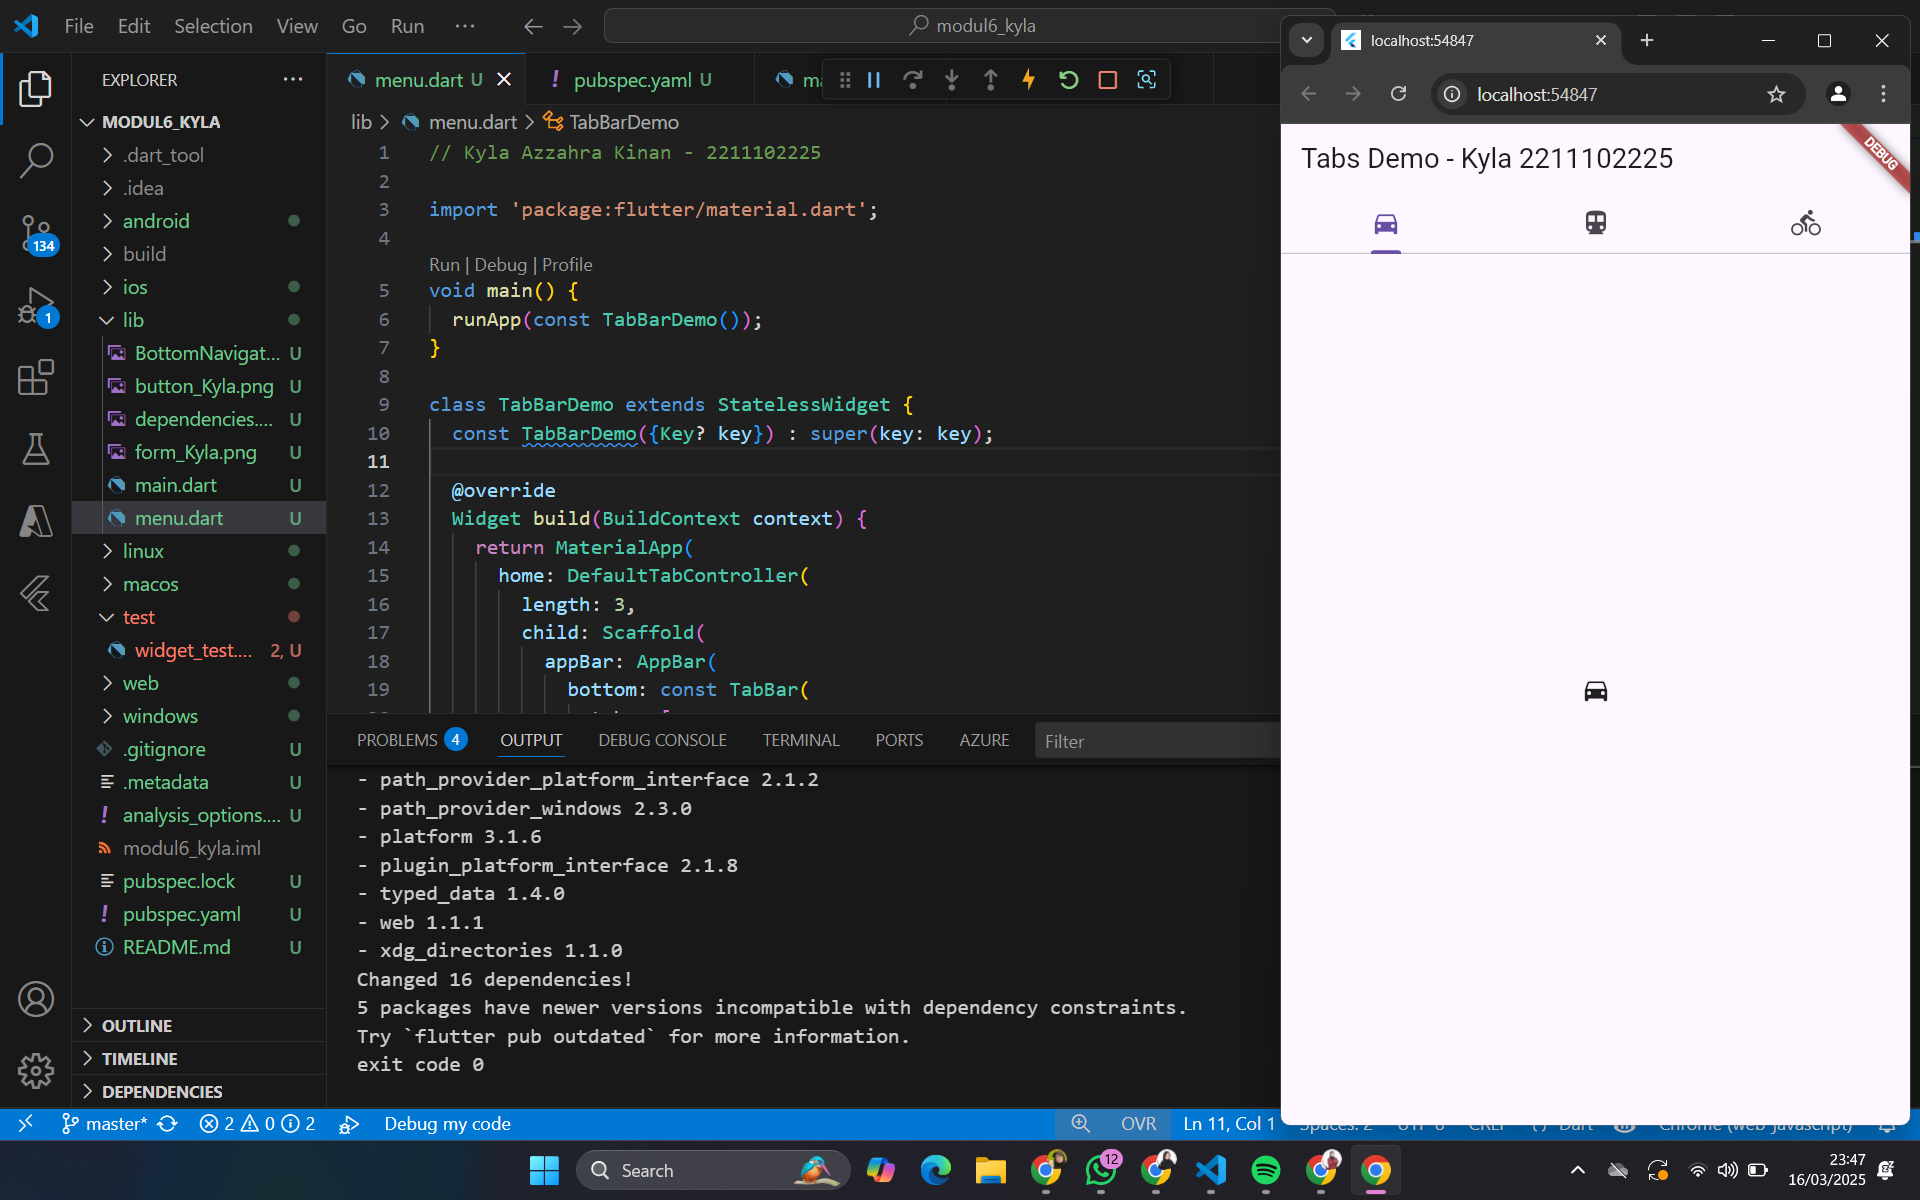 File Edit Selection View Go Run ···
modul6_kyla
EXPLORER
MODUL6_KYLA
.dart_tool
.idea
android
build
ios
lib
BottomNavigat... U
button_Kyla.png U
dependencies.... U
form_Kyla.png U
main.dart U
menu.dart U
linux
macos
test
widget_test.... 2, U
web
windows
.gitignore U
.metadata U
analysis_options.... U
modul6_kyla.iml
pubspec.lock U
pubspec.yaml U
README.md U
OUTLINE
TIMELINE
DEPENDENCIES
134
1
menu.dart U
pubspec.yaml U
lib > menu.dart > TabBarDemo
1 // Kyla Azzahra Kinan - 2211102225
2
3 import 'package:flutter/material.dart';
4
Run | Debug | Profile
5 void main() {
6 runApp(const TabBarDemo());
7 }
8
9 class TabBarDemo extends StatelessWidget {
10 const TabBarDemo({Key? key}) : super(key: key);
11
12 @override
13 Widget build(BuildContext context) {
14 return MaterialApp(
15 home: DefaultTabController(
16 length: 3,
17 child: Scaffold(
18 appBar: AppBar(
19 bottom: const TabBar(
PROBLEMS 4 OUTPUT DEBUG CONSOLE TERMINAL PORTS AZURE Filter
- path_provider_platform_interface 2.1.2
- path_provider_windows 2.3.0
- platform 3.1.6
- plugin_platform_interface 2.1.8
- typed_data 1.4.0
- web 1.1.1
- xdg_directories 1.1.0
Changed 16 dependencies!
5 packages have newer versions incompatible with dependency constraints.
Try `flutter pub outdated` for more information.
exit code 0
localhost:54847
localhost:54847
Tabs Demo - Kyla 2211102225
DEBUG
master* 2 0 2 Debug my code OVR Ln 11, Col 1
Search
12
23:47
16/03/2025